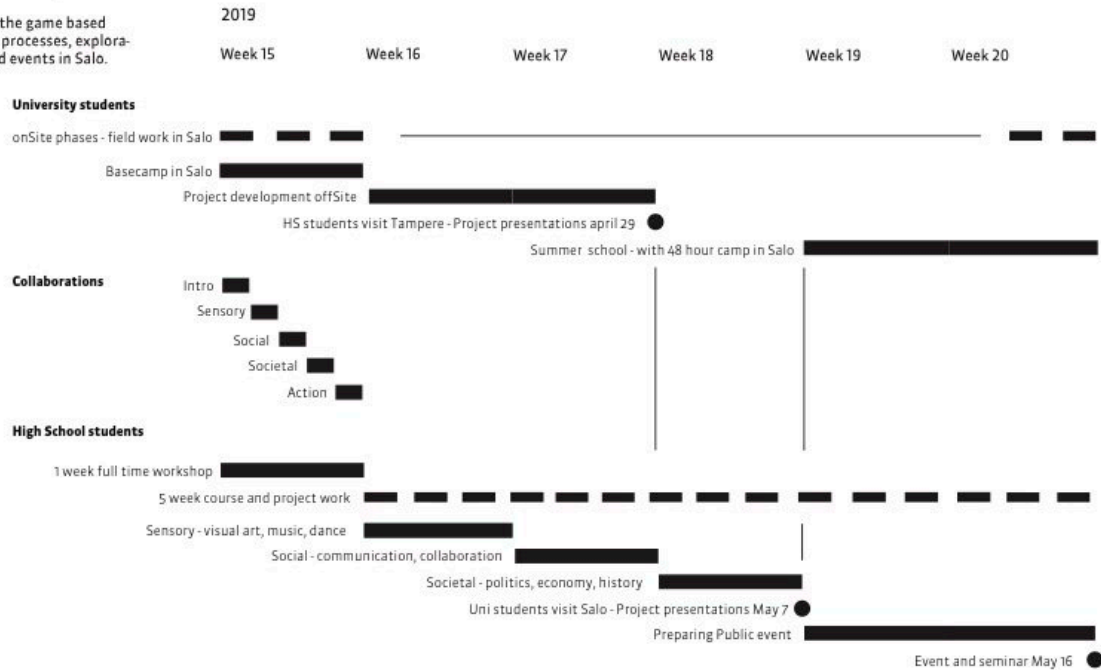 the game based
processes, explora-
d events in Salo.
2019
Week 15
Week 16
Week 17
Week 18
Week 19
Week 20
University students
onSite phases - field work in Salo
Basecamp in Salo
Project development offSite
HS students visit Tampere - Project presentations april 29
Summer school - with 48 hour camp in Salo
Collaborations
Intro
Sensory
Social
Societal
Action
High School students
1 week full time workshop
5 week course and project work
Sensory - visual art, music, dance
Social - communication, collaboration
Societal - politics, economy, history
Uni students visit Salo - Project presentations May 7
Preparing Public event
Event and seminar May 16